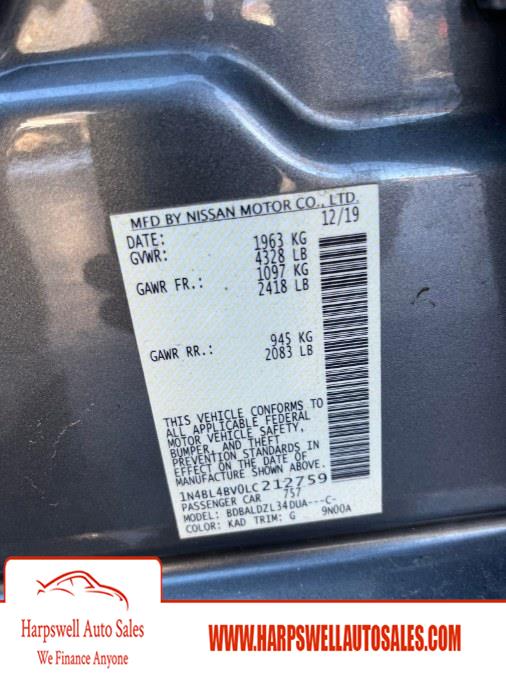 MFD BY NISSAN MOTOR CO., LTD.
DATE: 12/19
GVWR: 1963 KG
4328 LB
GAWR FR.: 1097 KG
2418 LB
GAWR RR.: 945 KG
2083 LB
THIS VEHICLE CONFORMS TO
ALL APPLICABLE FEDERAL
MOTOR VEHICLE SAFETY,
BUMPER, AND THEFT
PREVENTION STANDARDS IN
EFFECT ON THE DATE OF
MANUFACTURE SHOWN ABOVE.
1N4BL4BV0LC212759
PASSENGER CAR 757
MODEL: BDBALDZL34DUA---C-
COLOR: KAD TRIM: G 9N00A
Harpswell Auto Sales
We Finance Anyone
WWW.HARPSWELLAUTOSALES.COM